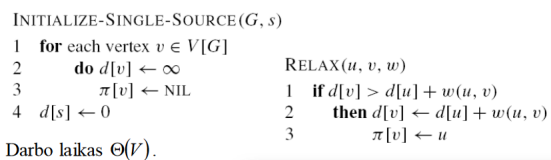 INITIALIZE-SINGLE-SOURCE(G, s)
1 for each vertex v ∈ V[G]
2 do d[v] ← ∞
3 π[v] ← NIL
4 d[s] ← 0
Darbo laikas Θ(V).
RELAX(u, v, w)
1 if d[v] > d[u] + w(u, v)
2 then d[v] ← d[u] + w(u, v)
3 π[v] ← u